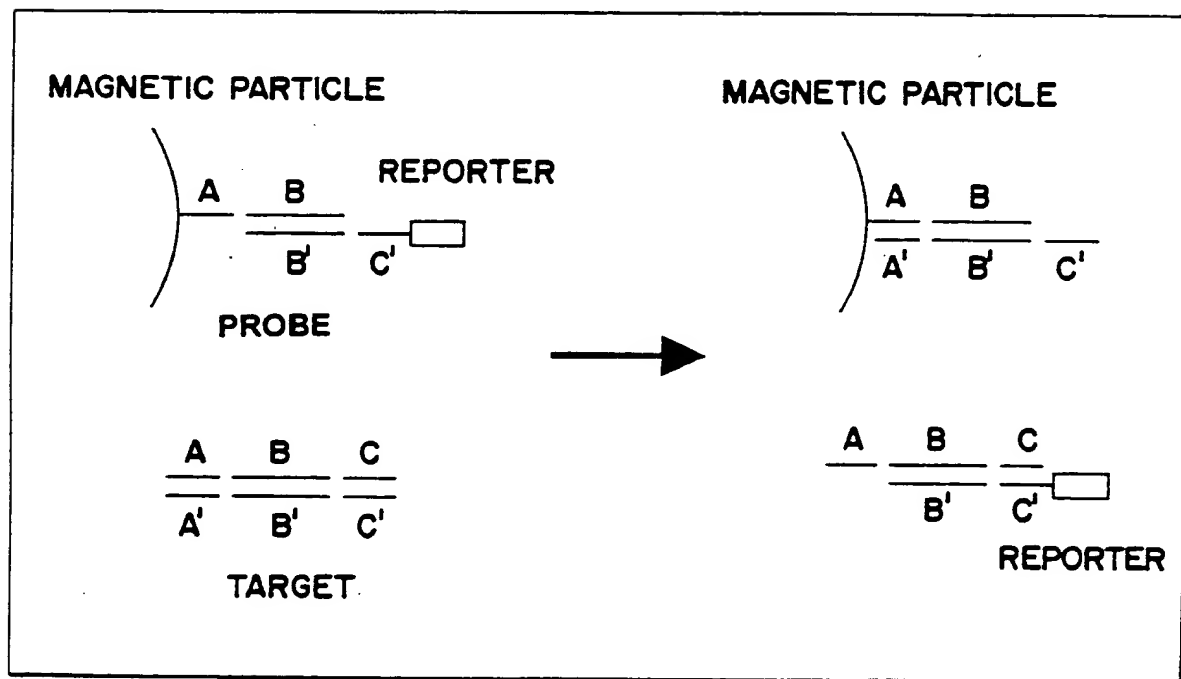 MAGNETIC PARTICLE
A B REPORTER
B' C'
PROBE
A B C
A' B' C'
TARGET
MAGNETIC PARTICLE
A B
A' B' C'
A B C
B' C'
REPORTER